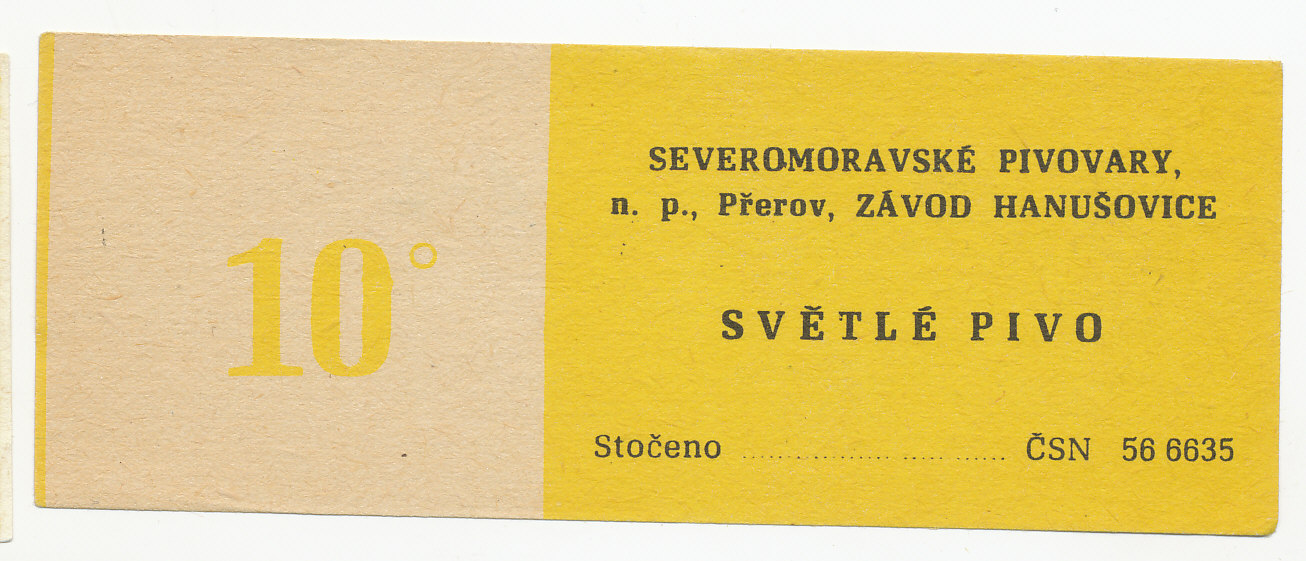 10°
SEVEROMORAVSKÉ PIVOVARY,
n. p., Přerov, ZÁVOD HANUŠOVICE
SVĚTLÉ PIVO
Stočeno ........................ ČSN 56 6635